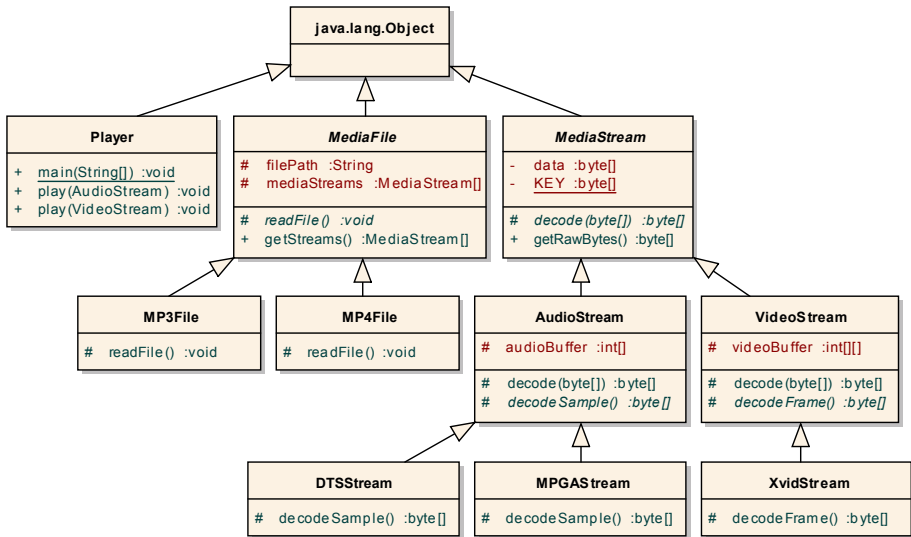 java.lang.Object
Player
+ main(String[]) :void
+ play(AudioStream) :void
+ play(VideoStream) :void
MediaFile
# filePath :String
# mediaStreams :MediaStream[]
# readFile() :void
+ getStreams() :MediaStream[]
MediaStream
- data :byte[]
- KEY :byte[]
# decode(byte[]) :byte[]
+ getRawBytes() :byte[]
MP3File
# readFile() :void
MP4File
# readFile() :void
AudioStream
# audioBuffer :int[]
# decode(byte[]) :byte[]
# decodeSample() :byte[]
VideoStream
# videoBuffer :int[][]
# decode(byte[]) :byte[]
# decodeFrame() :byte[]
DTSStream
# decodeSample() :byte[]
MPGAStream
# decodeSample() :byte[]
XvidStream
# decodeFrame() :byte[]